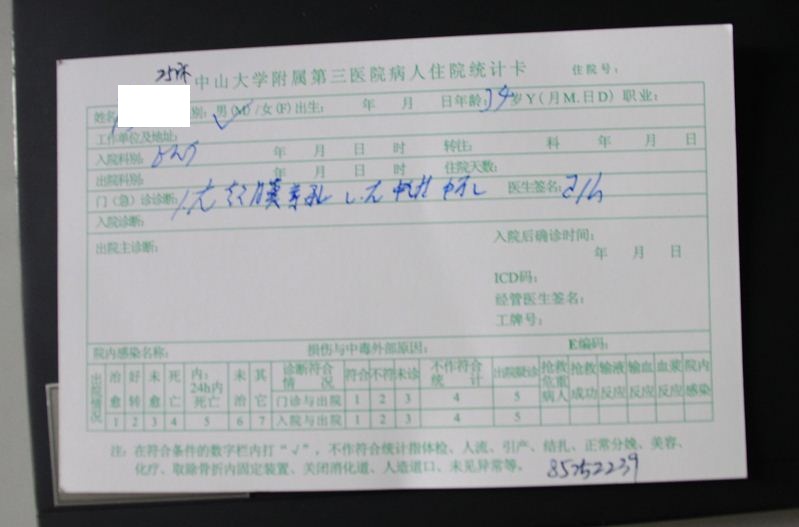 25床 中山大学附属第三医院病人住院统计卡 住院号:
姓名 别: 男(M)/女(F) 出生: 年 月 日 年龄: 24 岁Y(月M.日D) 职业:
工作单位及地址:
入院科别: ENT 年 月 日 时 转往: 科 年 月 日
出院科别: 年 月 日 时 住院天数:
门(急)诊诊断: 1.左 医生签名:
入院诊断:
出院主诊断: 入院后确诊时间:
年 月 日
ICD码:
经管医生签名:
工牌号:
院内感染名称: 损伤与中毒外部原因: E编码:
出院情况 治愈 好转 未愈 死亡 内:24h内死亡 未治 其它 诊断符合情况 符合 不符 未诊 不作符合统计 出院疑诊 抢救危重病人 抢救成功 输液反应 输血反应 血浆反应 院内感染
门诊与出院 1 2 3 4 5
1 2 3 4 5 6 7 入院与出院 1 2 3 4 5
注: 在符合条件的数字栏内打“√”, 不作符合统计指体检、人流、引产、结扎、正常分娩、美容、
化疗、取除骨折内固定装置、关闭消化道、人造道口、未见异常等。 85252239